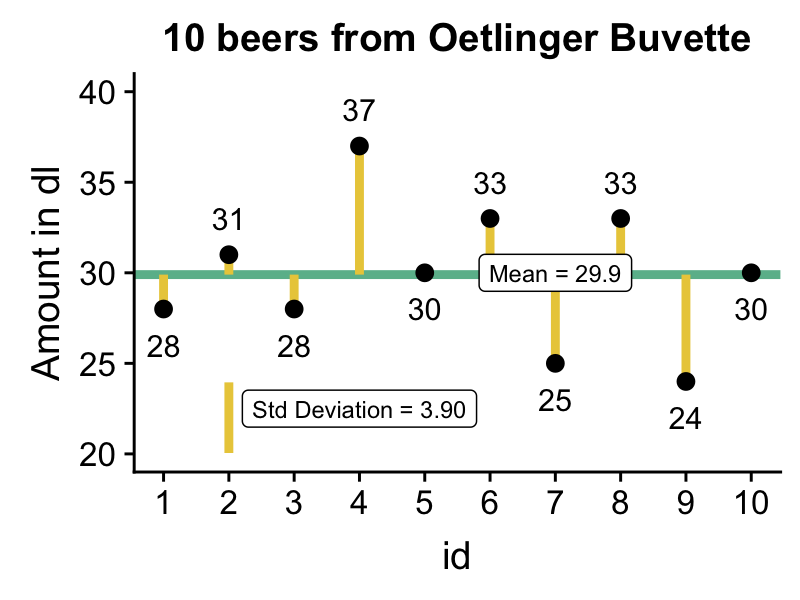 10 beers from Oetlinger Buvette
Amount in dl
40
35
30
25
20
37
31
33
33
Mean = 29.9
28
28
30
30
25
24
Std Deviation = 3.90
1 2 3 4 5 6 7 8 9 10
id